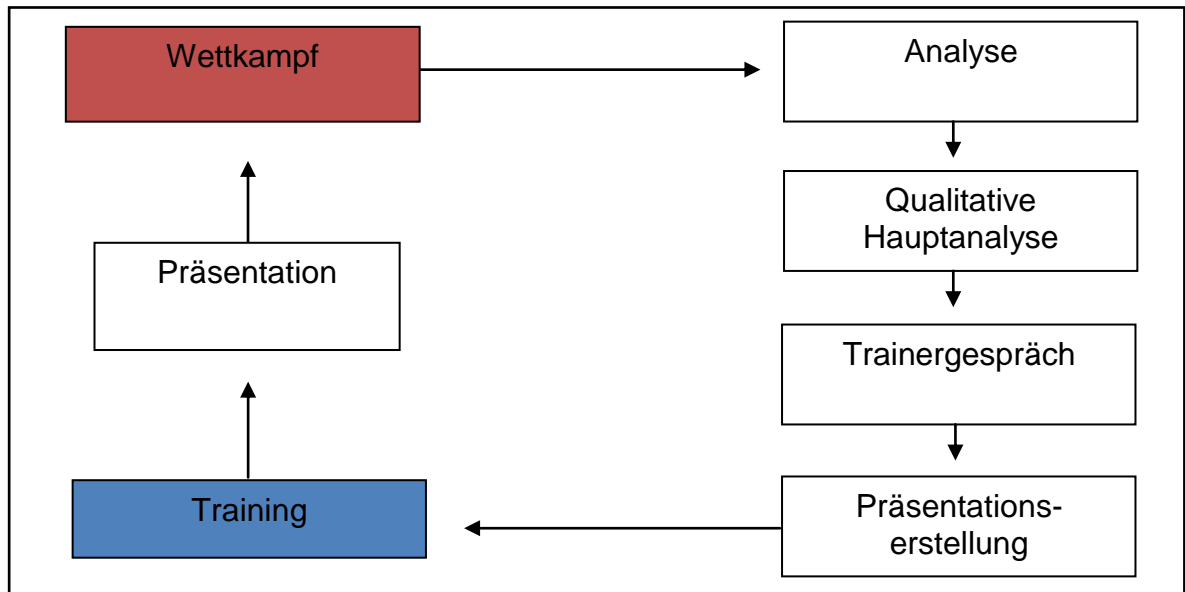 Wettkampf
Analyse
Qualitative
Hauptanalyse
Präsentation
Trainergespräch
Training
Präsentations-
erstellung